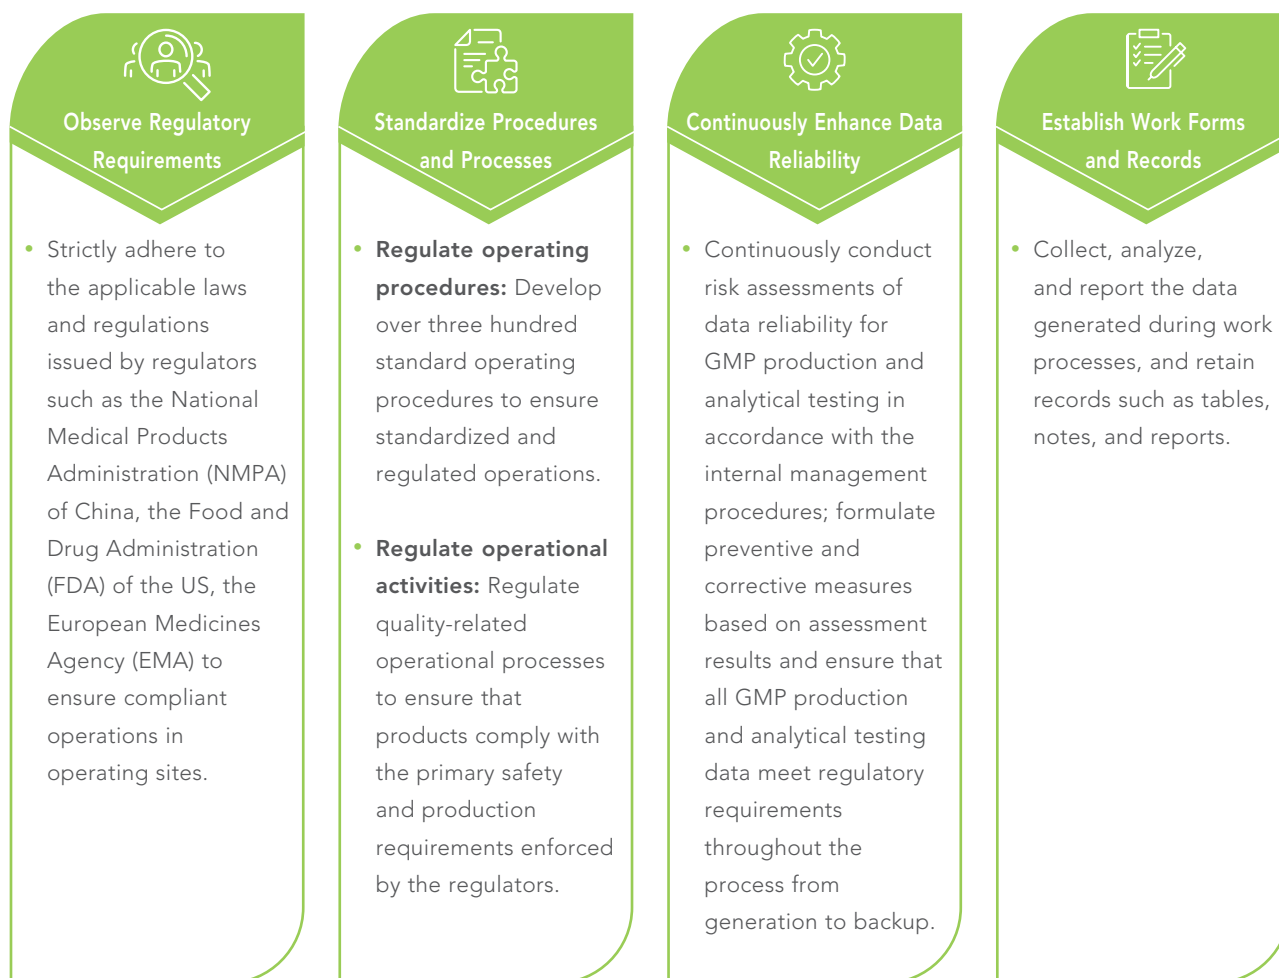 Observe Regulatory
Requirements
• Strictly adhere to
the applicable laws
and regulations
issued by regulators
such as the National
Medical Products
Administration (NMPA)
of China, the Food and
Drug Administration
(FDA) of the US, the
European Medicines
Agency (EMA) to
ensure compliant
operations in
operating sites.
Standardize Procedures
and Processes
• Regulate operating
procedures: Develop
over three hundred
standard operating
procedures to ensure
standardized and
regulated operations.
• Regulate operational
activities: Regulate
quality-related
operational processes
to ensure that
products comply with
the primary safety
and production
requirements enforced
by the regulators.
Continuously Enhance Data
Reliability
• Continuously conduct
risk assessments of
data reliability for
GMP production and
analytical testing in
accordance with the
internal management
procedures; formulate
preventive and
corrective measures
based on assessment
results and ensure that
all GMP production
and analytical testing
data meet regulatory
requirements
throughout the
process from
generation to backup.
Establish Work Forms
and Records
• Collect, analyze,
and report the data
generated during work
processes, and retain
records such as tables,
notes, and reports.